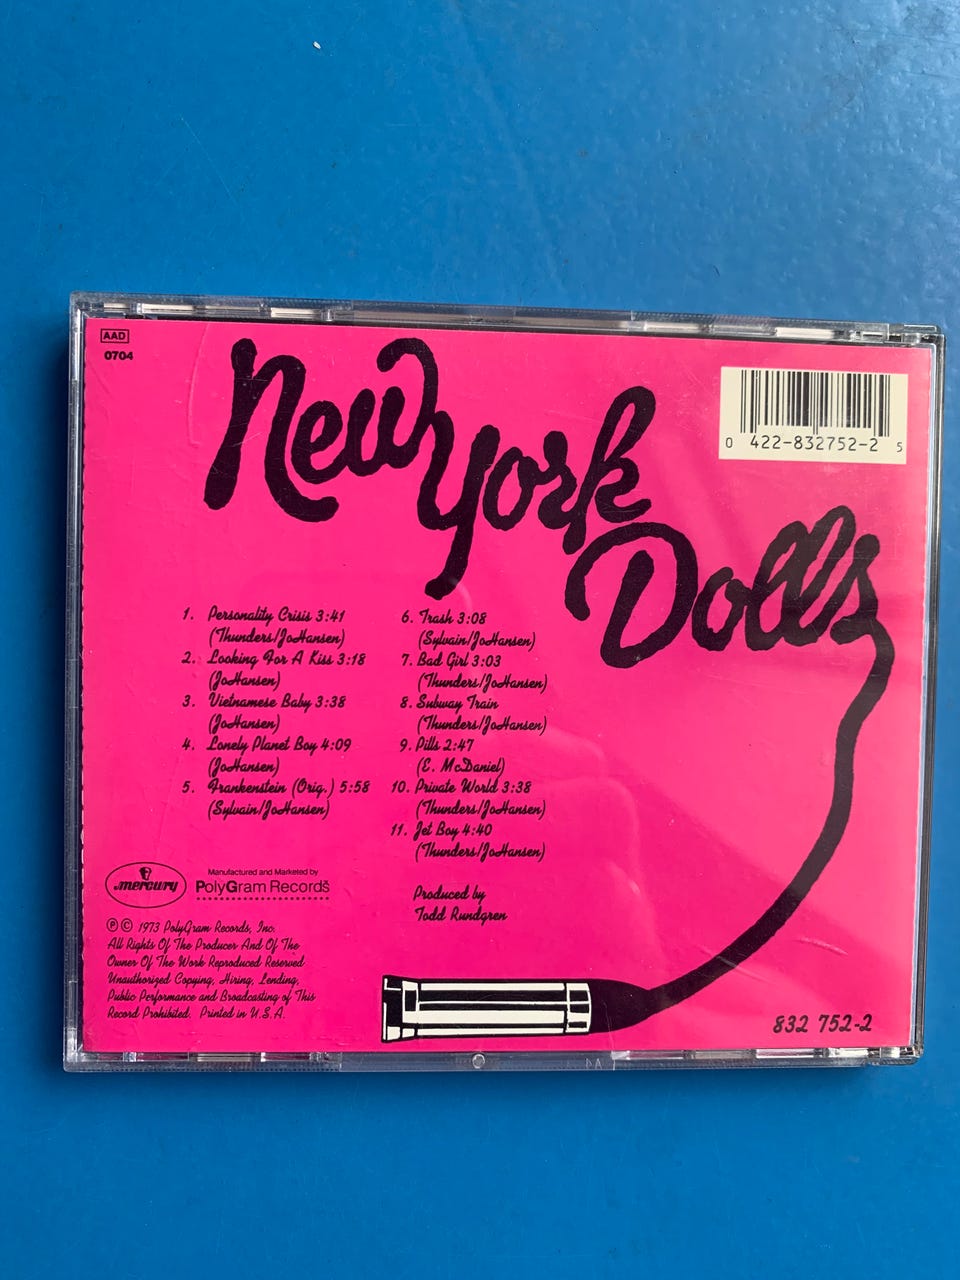 AAD
0704
New York
Dolls
0 422-832752-2 5
1. Personality Crisis 3:41
(Thunders/JoHansen)
2. Looking For A Kiss 3:18
(JoHansen)
3. Vietnamese Baby 3:38
(JoHansen)
4. Lonely Planet Boy 4:09
(JoHansen)
5. Frankenstein (Orig.) 5:58
(Sylvain/JoHansen)
6. Trash 3:08
(Sylvain/JoHansen)
7. Bad Girl 3:03
(Thunders/JoHansen)
8. Subway Train
(Thunders/JoHansen)
9. Pills 2:47
(E. McDaniel)
10. Private World 3:38
(Thunders/JoHansen)
11. Jet Boy 4:40
(Thunders/JoHansen)
Produced by
Todd Rundgren
mercury
Manufactured and Marketed by
PolyGram Records
℗ © 1973 PolyGram Records, Inc.
All Rights Of The Producer And Of The
Owner Of The Work Reproduced Reserved
Unauthorized Copying, Hiring, Lending,
Public Performance and Broadcasting of This
Record Prohibited. Printed in U.S.A.
832 752-2